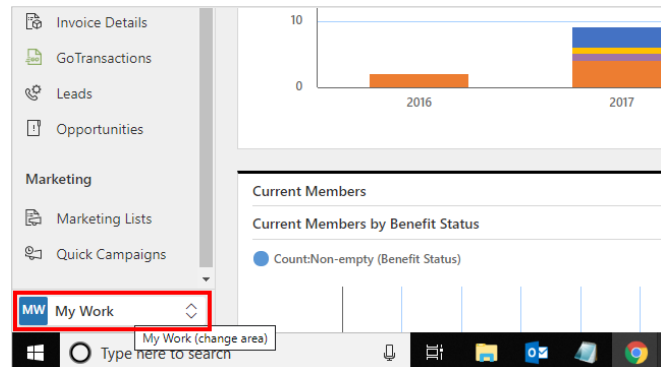 Invoice Details
GoTransactions
Leads
Opportunities
Marketing
Marketing Lists
Quick Campaigns
MW My Work
My Work (change area)
10
0
2016 2017
Current Members
Current Members by Benefit Status
Count:Non-empty (Benefit Status)
Type here to search